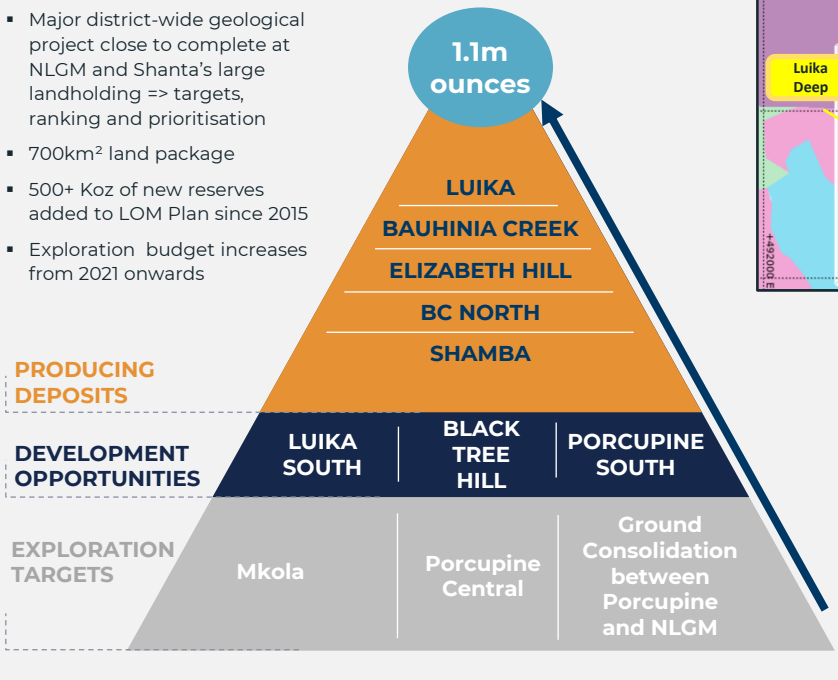 ▪ Major district-wide geological
project close to complete at
NLGM and Shanta’s large
landholding => targets,
ranking and prioritisation
▪ 700km² land package
▪ 500+ Koz of new reserves
added to LOM Plan since 2015
▪ Exploration  budget increases
from 2021 onwards
1.1m
ounces
Luika
Deep
+492000 E
LUIKA
BAUHINIA CREEK
ELIZABETH HILL
BC NORTH
SHAMBA
PRODUCING
DEPOSITS
DEVELOPMENT
OPPORTUNITIES
LUIKA
SOUTH
BLACK
TREE
HILL
PORCUPINE
SOUTH
EXPLORATION
TARGETS
Mkola
Porcupine
Central
Ground
Consolidation
between
Porcupine
and NLGM